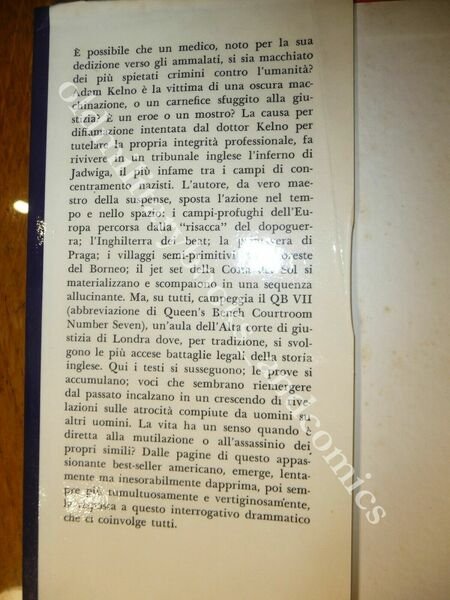 È possibile che un medico, noto per la sua
dedizione verso gli ammalati, si sia macchiato
dei più spietati crimini contro l'umanità?
Adam Kelno è la vittima di una oscura mac-
chinazione, o un carnefice sfuggito alla giu-
stizia? È un eroe o un mostro? La causa per
diffamazione intentata dal dottor Kelno per
tutelare la propria integrità professionale, fa
rivivere in un tribunale inglese l'inferno di
Jadwiga, il più infame tra i campi di con-
centramento nazisti. L'autore, da vero mae-
stro della suspense, sposta l'azione nel tem-
po e nello spazio: i campi-profughi dell'Eu-
ropa percorsa dalla "risacca" del dopoguer-
ra; l'Inghilterra dei beat; la primavera di
Praga; i villaggi semi-primitivi foreste
del Borneo; il jet set della Costa del Sol si
materializzano e scompaiono in una sequenza
allucinante. Ma, su tutti, campeggia il QB VII
(abbreviazione di Queen's Bench Courtroom
Number Seven), un'aula dell'Alta corte di giu-
stizia di Londra dove, per tradizione, si svol-
gono le più accese battaglie legali della storia
inglese. Qui i testi si susseguono; le prove si
accumulano; voci che sembrano riemergere
dal passato incalzano in un crescendo di rive-
lazioni sulle atrocità compiute da uomini su
altri uomini. La vita ha un senso quando è
diretta alla mutilazione o all'assassinio dei
propri simili? Dalle pagine di questo appas-
sionante best-seller americano, emerge, lenta-
mente ma inesorabilmente dapprima, poi sem-
pre più tumultuosamente e vertiginosamente,
la risposta a questo interrogativo drammatico
che ci coinvolge tutti.